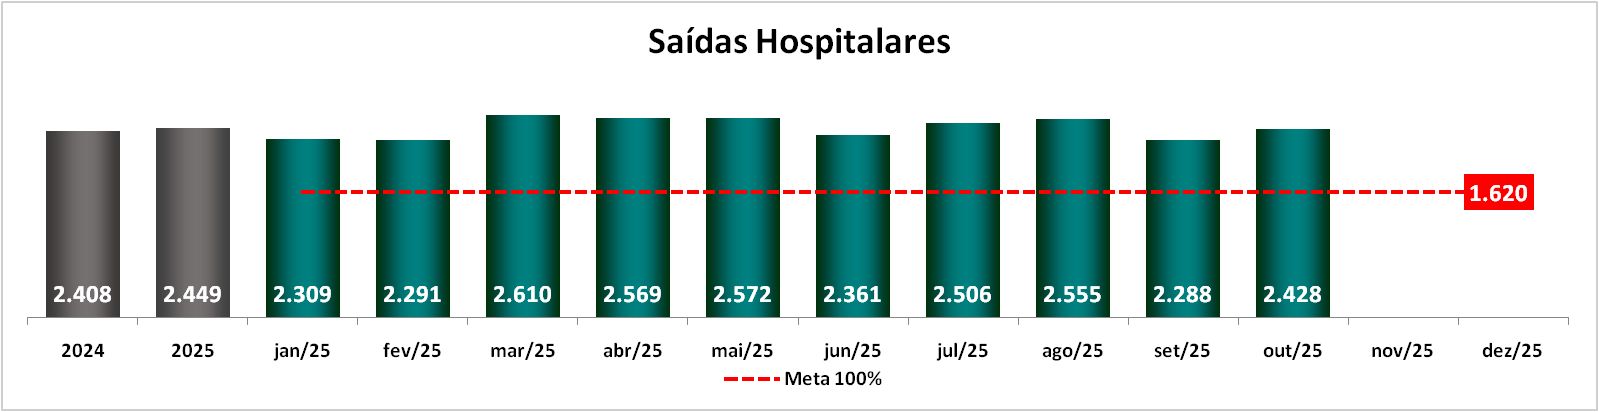 Saídas Hospitalares
1.620
2.408 2.449 2.309 2.291 2.610 2.569 2.572 2.361 2.506 2.555 2.288 2.428
2024 2025 jan/25 fev/25 mar/25 abr/25 mai/25 jun/25 jul/25 ago/25 set/25 out/25 nov/25 dez/25
Meta 100%